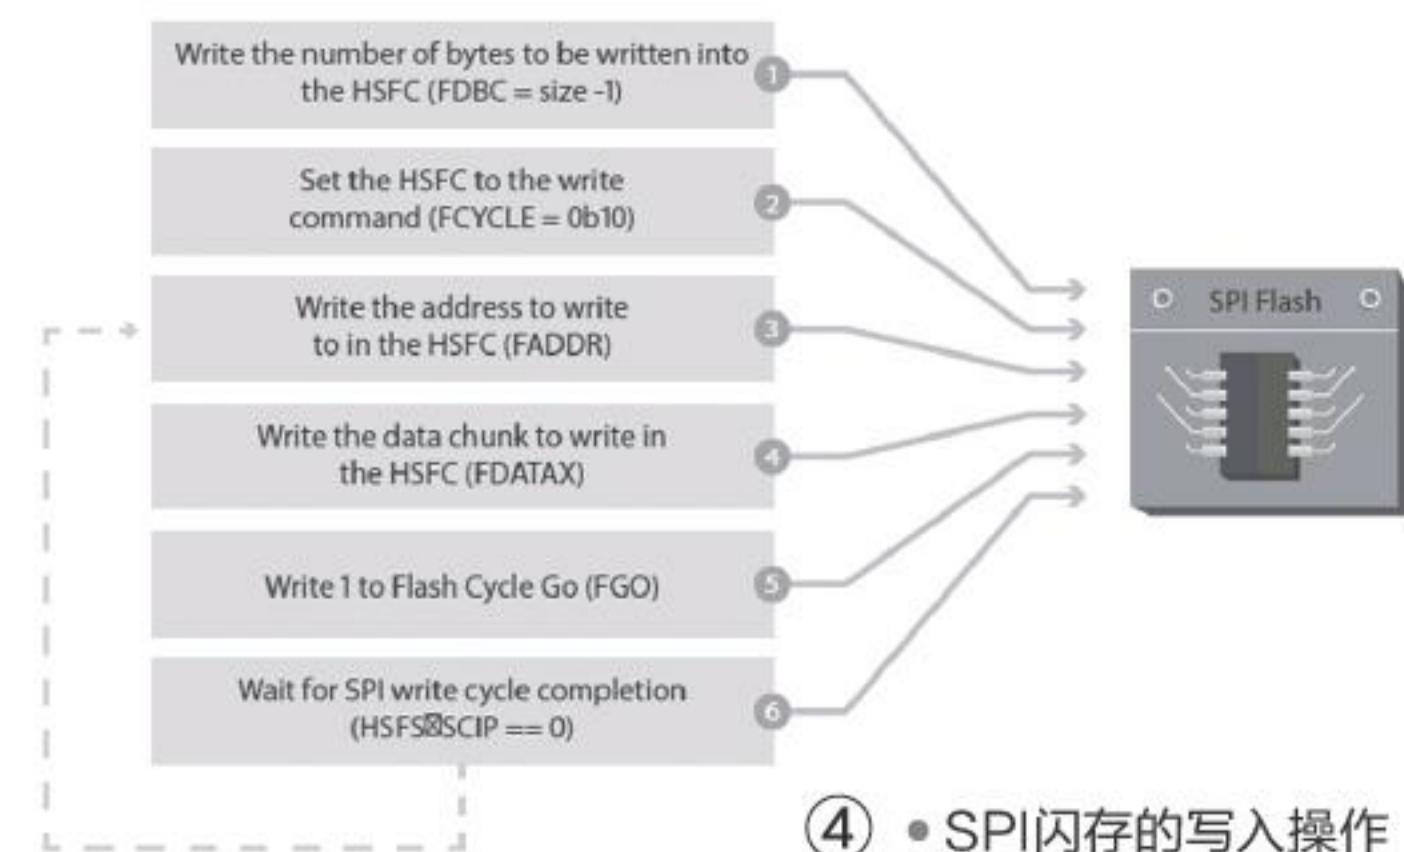 Write the number of bytes to be written into
the HSFC (FDBC = size -1)
1
Set the HSFC to the write
command (FCYCLE = 0b10)
2
Write the address to write
to in the HSFC (FADDR)
3
Write the data chunk to write in
the HSFC (FDATAX)
4
Write 1 to Flash Cycle Go (FGO)
5
Wait for SPI write cycle completion
(HSFS☒SCIP == 0)
6
SPI Flash
④ • SPI闪存的写入操作